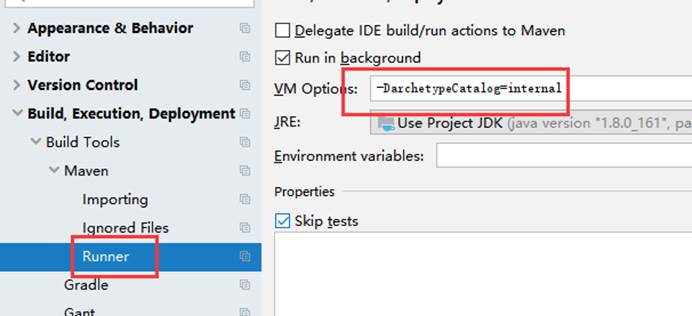 Appearance & Behavior
Editor
Version Control
Build, Execution, Deployment
Build Tools
Maven
Importing
Ignored Files
Runner
Gradle
Gant
Delegate IDE build/run actions to Maven
Run in background
VM Options: -DarchetypeCatalog=internal
JRE: Use Project JDK (java version "1.8.0_161", pa
Environment variables:
Properties
Skip tests